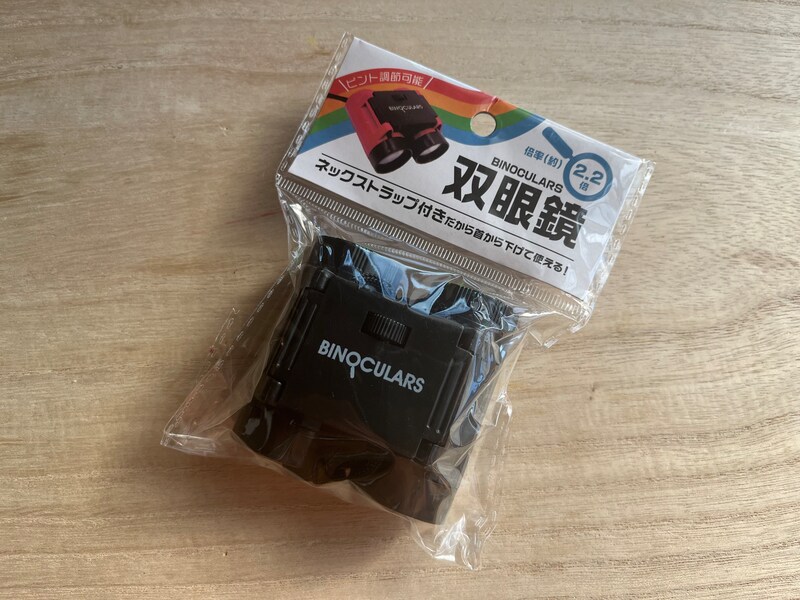 ピント調節可能
BINOCULARS
倍率(約)
2.2
倍
BINOCULARS
双眼鏡
ネックストラップ付きだから首から下げて使える!
BINOCULARS